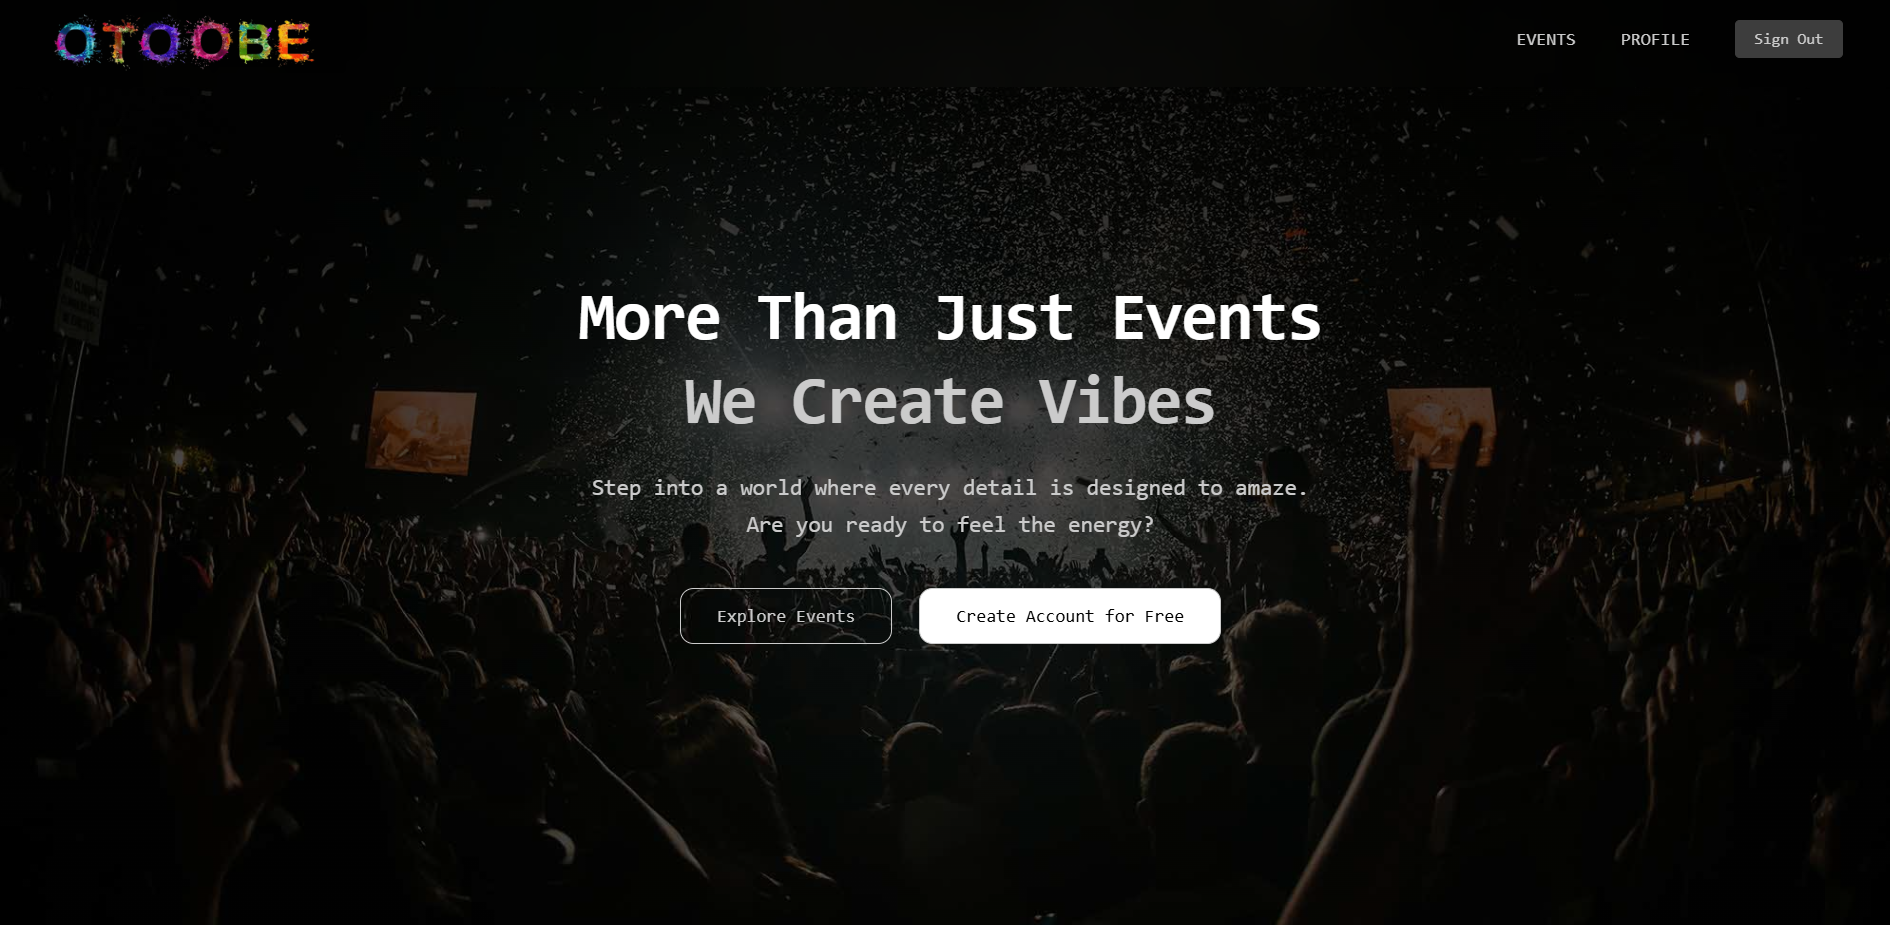 OTOOBE
EVENTS
PROFILE
Sign Out
More Than Just Events
We Create Vibes
Step into a world where every detail is designed to amaze.
Are you ready to feel the energy?
Explore Events
Create Account for Free